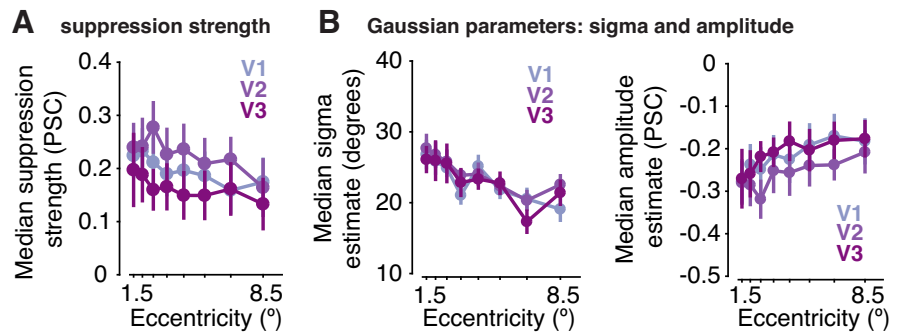 A suppression strength
Median suppression
strength (PSC)
0.4
0.3
0.2
0.1
0
V1
V2
V3
1.5
8.5
Eccentricity (º)
B Gaussian parameters: sigma and amplitude
Median sigma
estimate (degrees)
40
30
20
10
V1
V2
V3
1.5
8.5
Eccentricity (º)
Median amplitude
estimate (PSC)
0
-0.1
-0.2
-0.3
-0.4
-0.5
V1
V2
V3
1.5
8.5
Eccentricity (º)